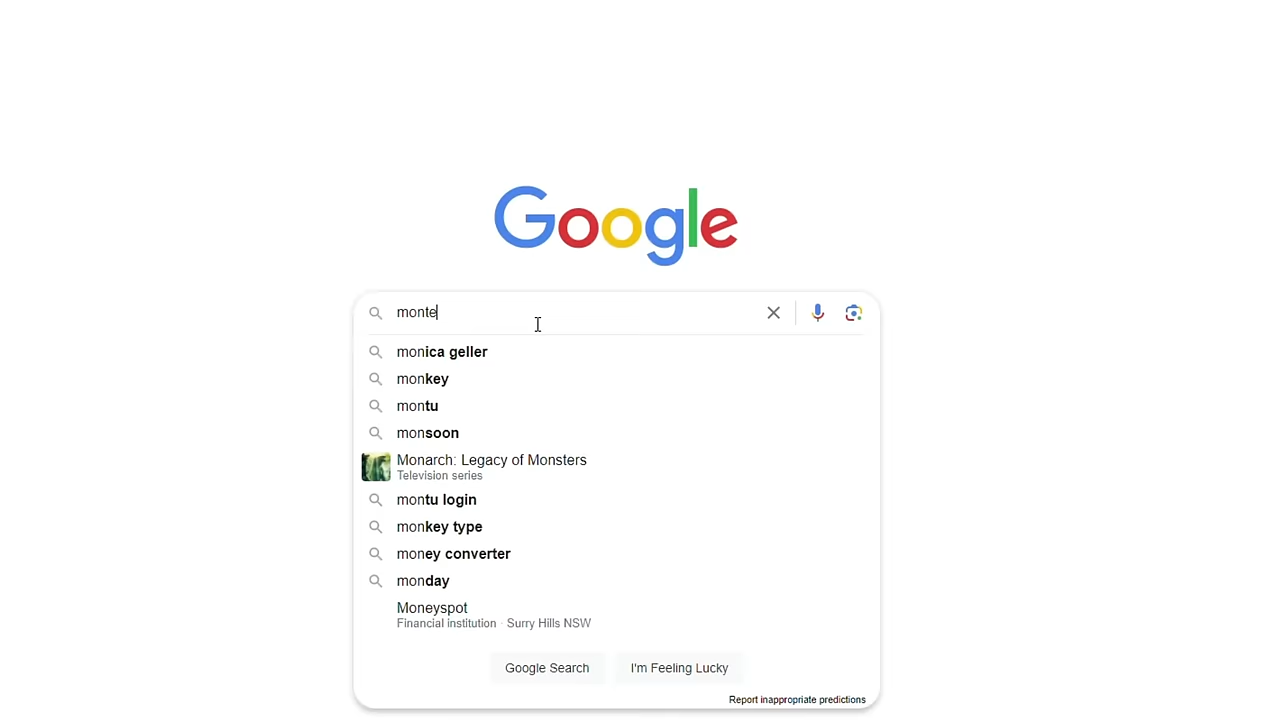 Google
monte
monica geller
monkey
montu
monsoon
Monarch: Legacy of Monsters
Television series
montu login
monkey type
money converter
monday
Moneyspot
Financial institution · Surry Hills NSW
Google Search
I'm Feeling Lucky
Report inappropriate predictions